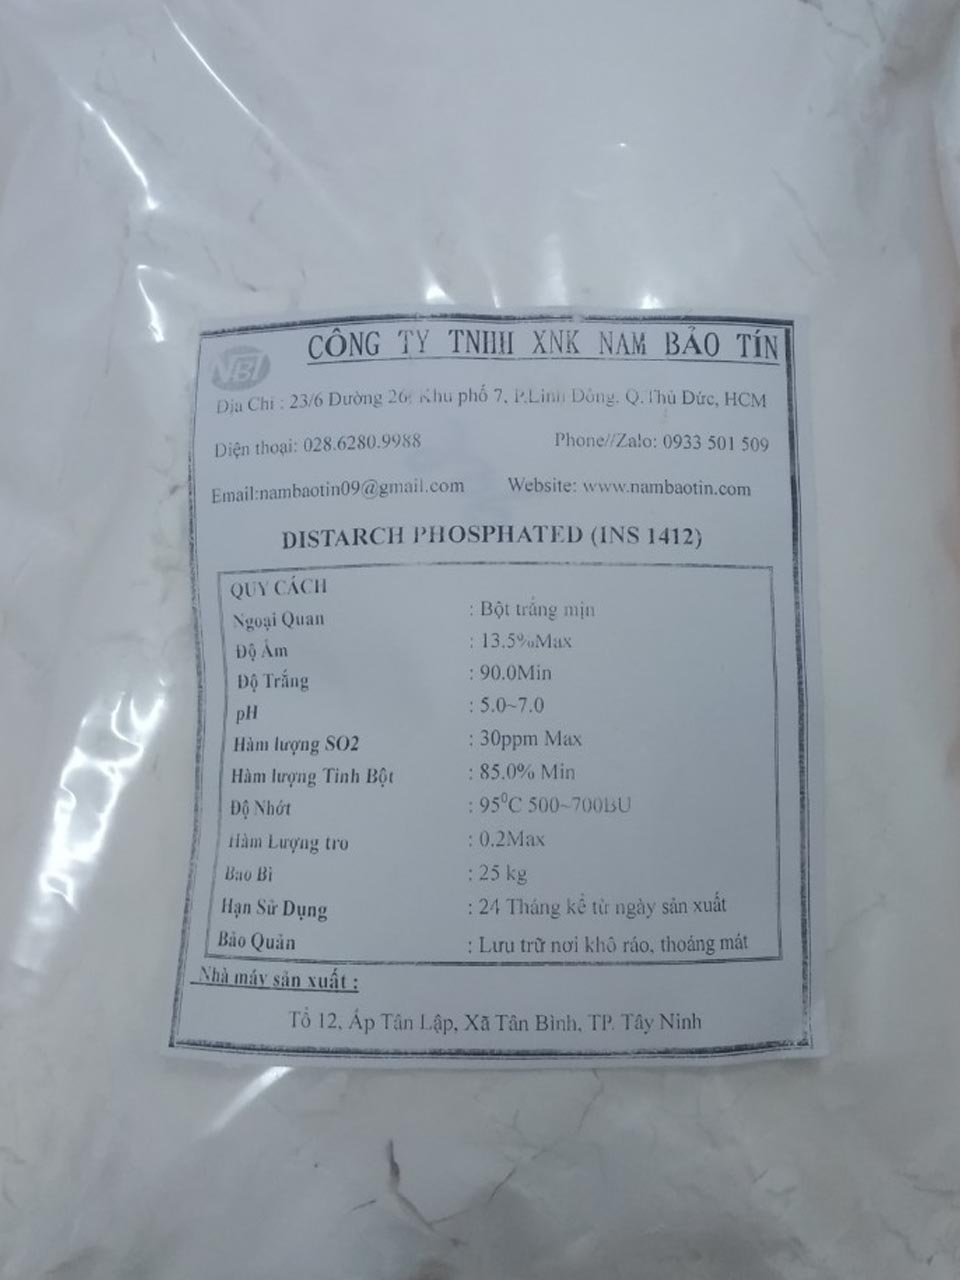 CÔNG TY TNHH XNK NAM BẢO TÍN
NBT
Địa Chỉ : 23/6 Đường 26, Khu phố 7, P.Linh Đông, Q.Thủ Đức, HCM
Điện thoại: 028.6280.9988 Phone//Zalo: 0933 501 509
Email:nambaotin09@gmail.com Website: www.nambaotin.com
DISTARCH PHOSPHATED (INS 1412)
QUY CÁCH
Ngoại Quan : Bột trắng mịn
Độ Ẩm : 13.5%Max
Độ Trắng : 90.0Min
pH : 5.0~7.0
Hàm lượng SO2 : 30ppm Max
Hàm lượng Tinh Bột : 85.0% Min
Độ Nhớt : 95⁰C 500~700BU
Hàm Lượng tro : 0.2Max
Bao Bì : 25 kg
Hạn Sử Dụng : 24 Tháng kể từ ngày sản xuất
Bảo Quản : Lưu trữ nơi khô ráo, thoáng mát
Nhà máy sản xuất :
Tổ 12, Ấp Tân Lập, Xã Tân Bình, TP. Tây Ninh